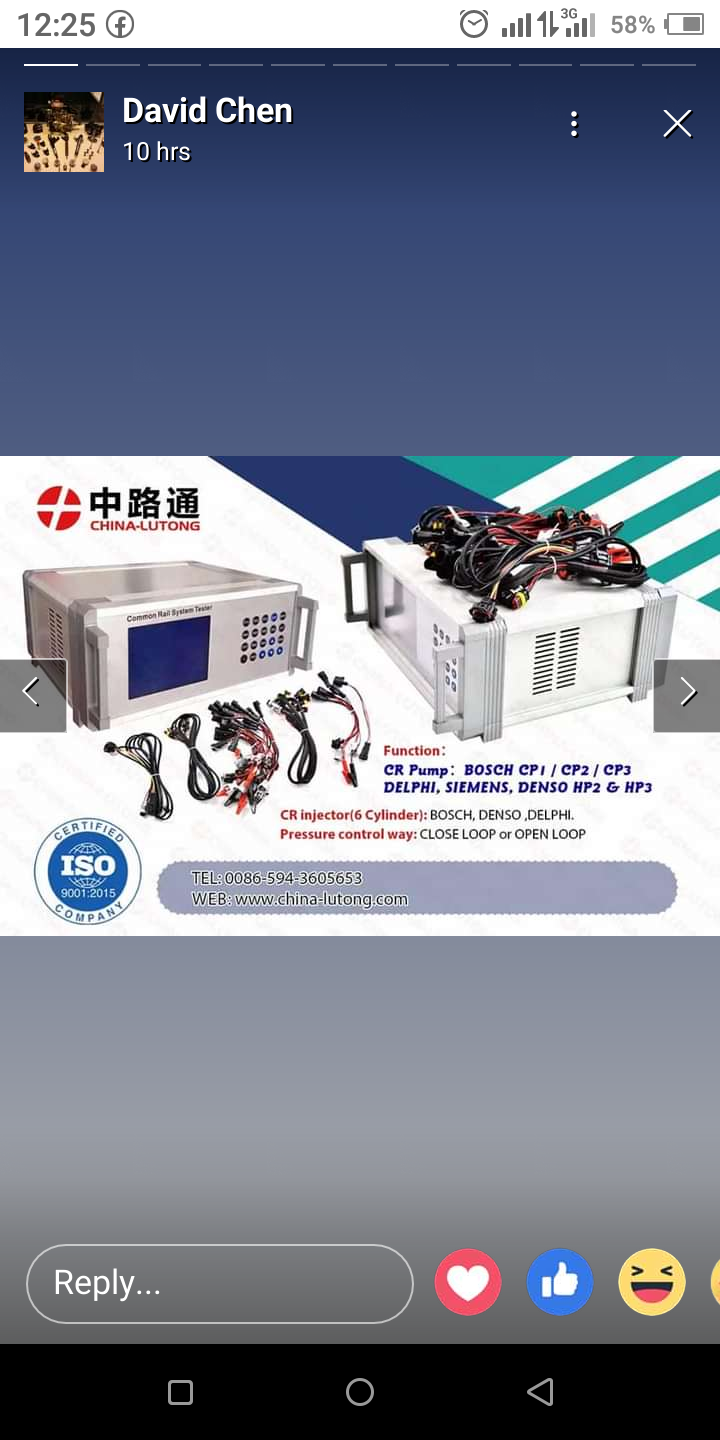 12:25
3G
58%
David Chen
10 hrs
中路通
CHINA-LUTONG
Common Rail System Tester
Function:
CR Pump: BOSCH CP1 / CP2 / CP3
DELPHI, SIEMENS, DENSO HP2 & HP3
CR injector(6 Cylinder): BOSCH, DENSO ,DELPHI.
Pressure control way: CLOSE LOOP or OPEN LOOP
CERTIFIED
ISO
9001:2015
COMPANY
TEL: 0086-594-3605653
WEB: www.china-lutong.com
Reply...